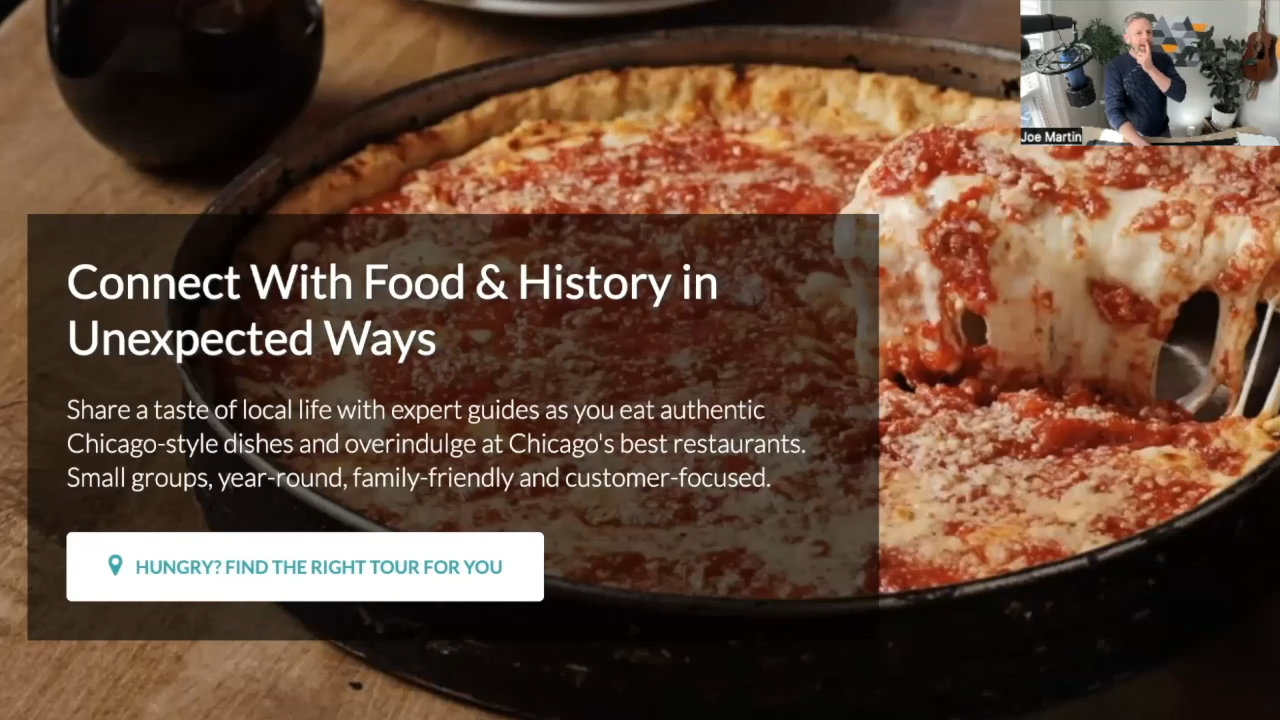 Joe Martin
Connect With Food & History in
Unexpected Ways
Share a taste of local life with expert guides as you eat authentic
Chicago-style dishes and overindulge at Chicago's best restaurants.
Small groups, year-round, family-friendly and customer-focused.
HUNGRY? FIND THE RIGHT TOUR FOR YOU